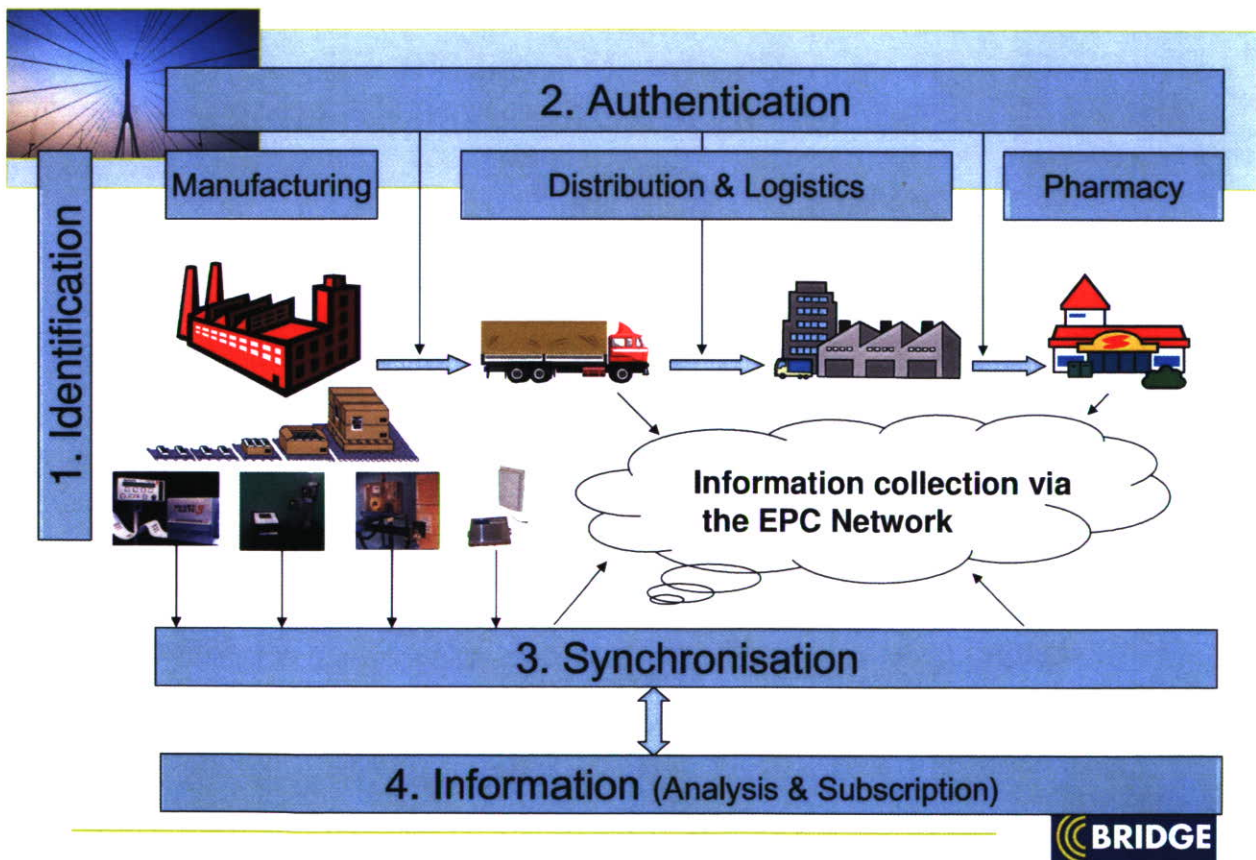 2. Authentication
Manufacturing
Distribution & Logistics
Pharmacy
1. Identification
Information collection via
the EPC Network
3. Synchronisation
4. Information (Analysis & Subscription)
BRIDGE